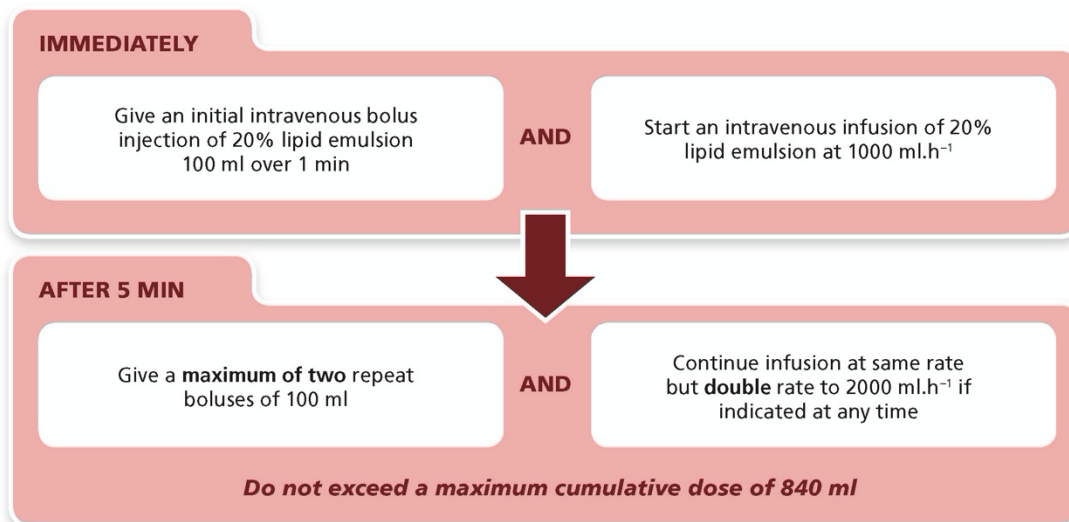 IMMEDIATELY
Give an initial intravenous bolus
injection of 20% lipid emulsion
100 ml over 1 min
AND
Start an intravenous infusion of 20%
lipid emulsion at 1000 ml.h⁻¹
AFTER 5 MIN
Give a maximum of two repeat
boluses of 100 ml
AND
Continue infusion at same rate
but double rate to 2000 ml.h⁻¹ if
indicated at any time
Do not exceed a maximum cumulative dose of 840 ml